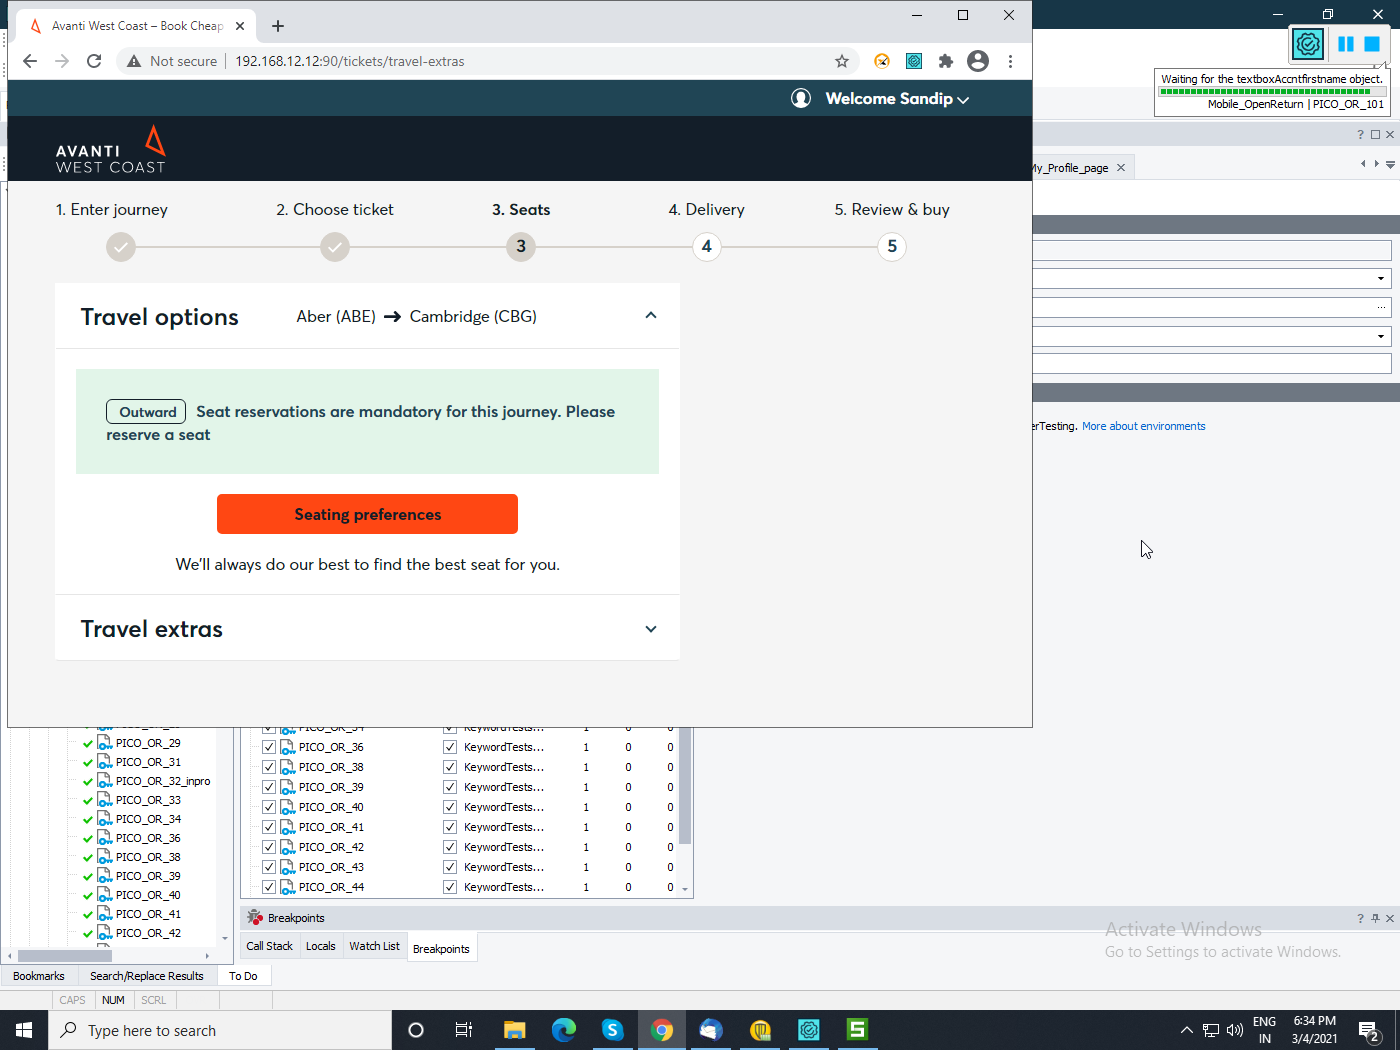 Avanti West Coast – Book Cheap
Not secure
192.168.12.12:90/tickets/travel-extras
Waiting for the textboxAccntfirstname object.
Mobile_OpenReturn | PICO_OR_101
Welcome Sandip
AVANTI
WEST COAST
My_Profile_page
1. Enter journey
2. Choose ticket
3. Seats
4. Delivery
5. Review & buy
3
4
5
Travel options
Aber (ABE) → Cambridge (CBG)
Outward Seat reservations are mandatory for this journey. Please
reserve a seat
erTesting. More about environments
Seating preferences
We'll always do our best to find the best seat for you.
Travel extras
PICO_OR_29
PICO_OR_31
PICO_OR_32_inpro
PICO_OR_33
PICO_OR_34
PICO_OR_36
PICO_OR_38
PICO_OR_39
PICO_OR_40
PICO_OR_41
PICO_OR_42
PICO_OR_34 KeywordTests... 1 0 0
PICO_OR_36 KeywordTests... 1 0 0
PICO_OR_38 KeywordTests... 1 0 0
PICO_OR_39 KeywordTests... 1 0 0
PICO_OR_40 KeywordTests... 1 0 0
PICO_OR_41 KeywordTests... 1 0 0
PICO_OR_42 KeywordTests... 1 0 0
PICO_OR_43 KeywordTests... 1 0 0
PICO_OR_44 KeywordTests... 1 0 0
Breakpoints
Call Stack Locals Watch List Breakpoints
Activate Windows
Go to Settings to activate Windows.
Bookmarks Search/Replace Results To Do
CAPS NUM SCRL
Type here to search
ENG
IN
6:34 PM
3/4/2021
2